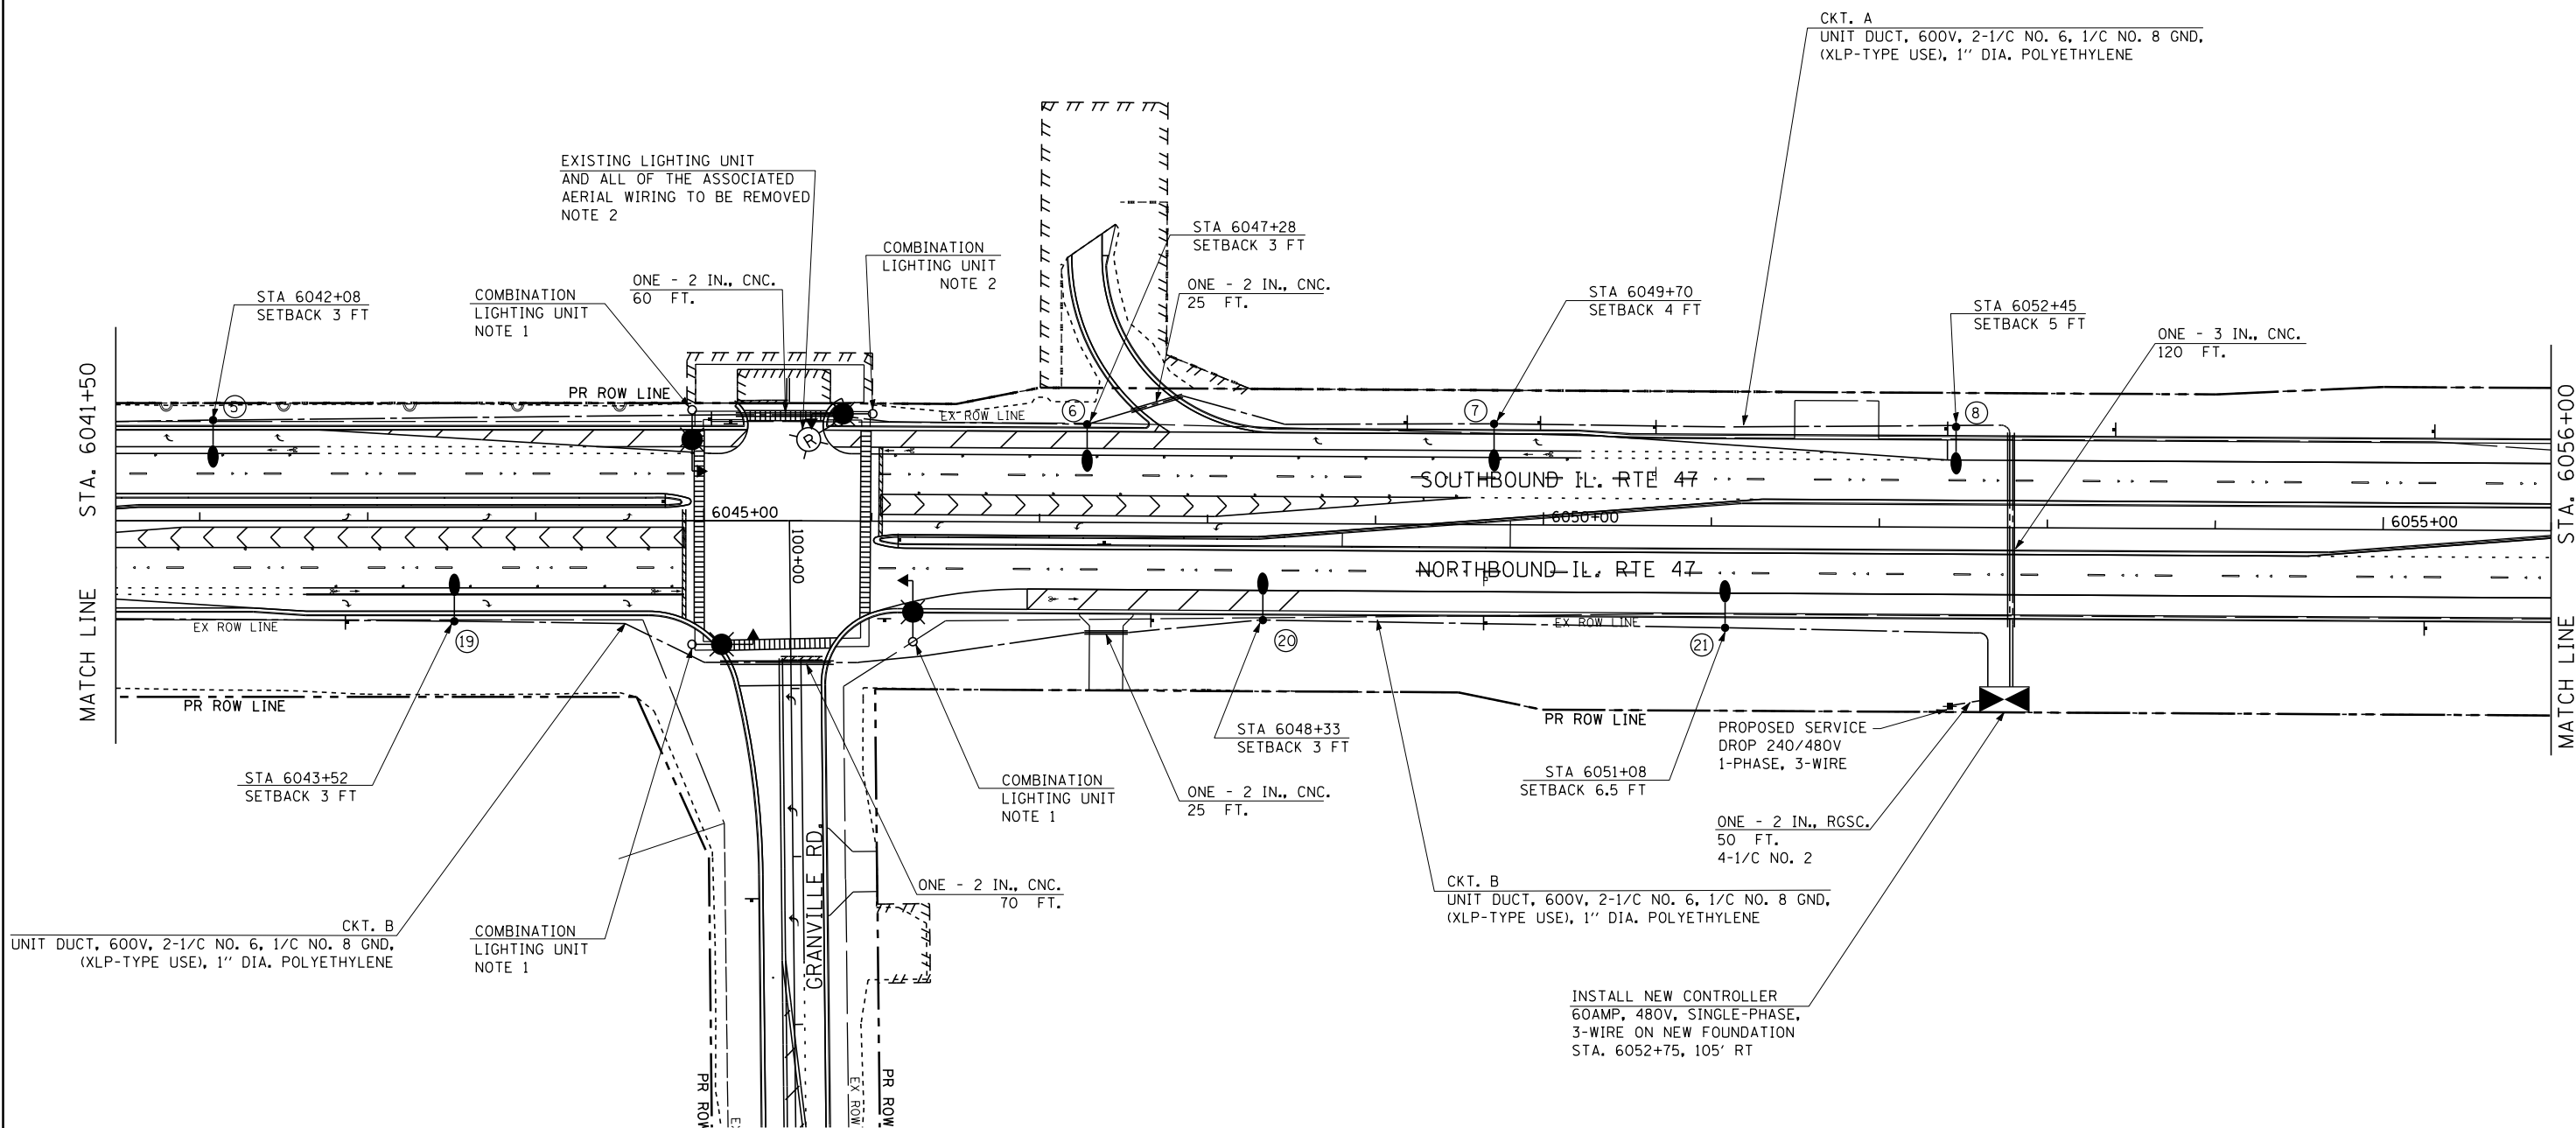 CKT. A
UNIT DUCT, 600V, 2-1/C NO. 6, 1/C NO. 8 GND,
(XLP-TYPE USE), 1'' DIA. POLYETHYLENE
EXISTING LIGHTING UNIT
AND ALL OF THE ASSOCIATED
AERIAL WIRING TO BE REMOVED
NOTE 2
COMBINATION
LIGHTING UNIT
NOTE 2
STA 6047+28
SETBACK 3 FT
ONE - 2 IN., CNC.
25 FT.
STA 6042+08
SETBACK 3 FT
COMBINATION
LIGHTING UNIT
NOTE 1
ONE - 2 IN., CNC.
60 FT.
STA 6049+70
SETBACK 4 FT
STA 6052+45
SETBACK 5 FT
ONE - 3 IN., CNC.
120 FT.
MATCH LINE STA. 6041+50
MATCH LINE STA. 6056+00
PR ROW LINE
EX ROW LINE
5
6
7
8
R
SOUTHBOUND IL. RTE 47
6045+00
6050+00
6055+00
101+00
NORTHBOUND IL. RTE 47
EX ROW LINE
EX ROW LINE
19
20
21
PR ROW LINE
PR ROW LINE
STA 6043+52
SETBACK 3 FT
STA 6048+33
SETBACK 3 FT
COMBINATION
LIGHTING UNIT
NOTE 1
ONE - 2 IN., CNC.
25 FT.
STA 6051+08
SETBACK 6.5 FT
PROPOSED SERVICE
DROP 240/480V
1-PHASE, 3-WIRE
ONE - 2 IN., RGSC.
50 FT.
4-1/C NO. 2
GRANVILLE RD.
ONE - 2 IN., CNC.
70 FT.
CKT. B
UNIT DUCT, 600V, 2-1/C NO. 6, 1/C NO. 8 GND,
(XLP-TYPE USE), 1'' DIA. POLYETHYLENE
CKT. B
UNIT DUCT, 600V, 2-1/C NO. 6, 1/C NO. 8 GND,
(XLP-TYPE USE), 1'' DIA. POLYETHYLENE
COMBINATION
LIGHTING UNIT
NOTE 1
INSTALL NEW CONTROLLER
60AMP, 480V, SINGLE-PHASE,
3-WIRE ON NEW FOUNDATION
STA. 6052+75, 105' RT
PR ROW
EX ROW
PR ROW